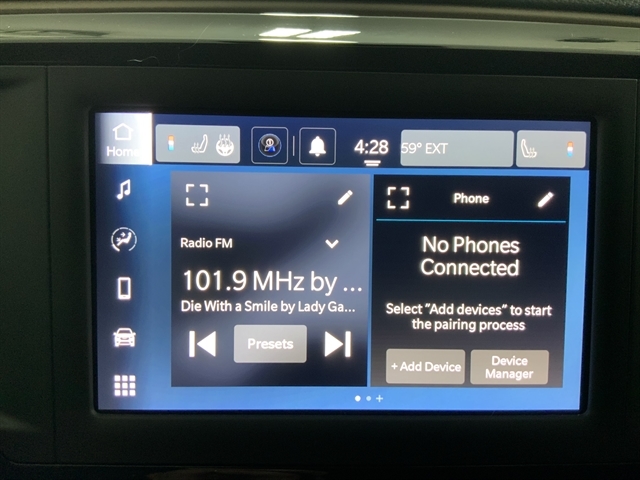 Home
4:28
59° EXT
Radio FM
101.9 MHz by ...
Die With a Smile by Lady Ga...
Presets
Phone
No Phones
Connected
Select "Add devices" to start
the pairing process
+ Add Device
Device
Manager